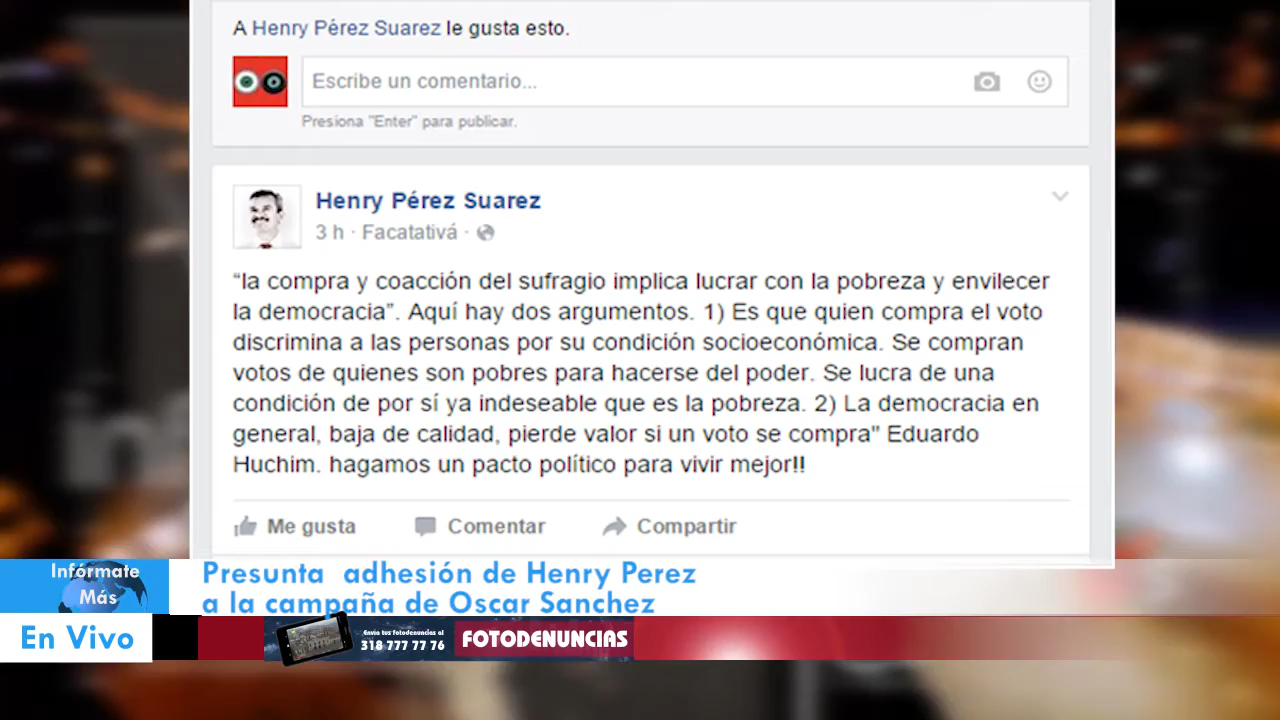 A Henry Pérez Suarez le gusta esto.
Escribe un comentario...
Presiona "Enter" para publicar.
Henry Pérez Suarez
3 h · Facatativá ·
“la compra y coacción del sufragio implica lucrar con la pobreza y envilecer
la democracia”. Aquí hay dos argumentos. 1) Es que quien compra el voto
discrimina a las personas por su condición socioeconómica. Se compran
votos de quienes son pobres para hacerse del poder. Se lucra de una
condición de por sí ya indeseable que es la pobreza. 2) La democracia en
general, baja de calidad, pierde valor si un voto se compra" Eduardo
Huchim. hagamos un pacto político para vivir mejor!!
Me gusta Comentar Compartir
Infórmate
Más
Presunta adhesión de Henry Perez
a la campaña de Oscar Sanchez
En Vivo
Envia tus fotodenuncias al
318 777 77 76
FOTODENUNCIAS